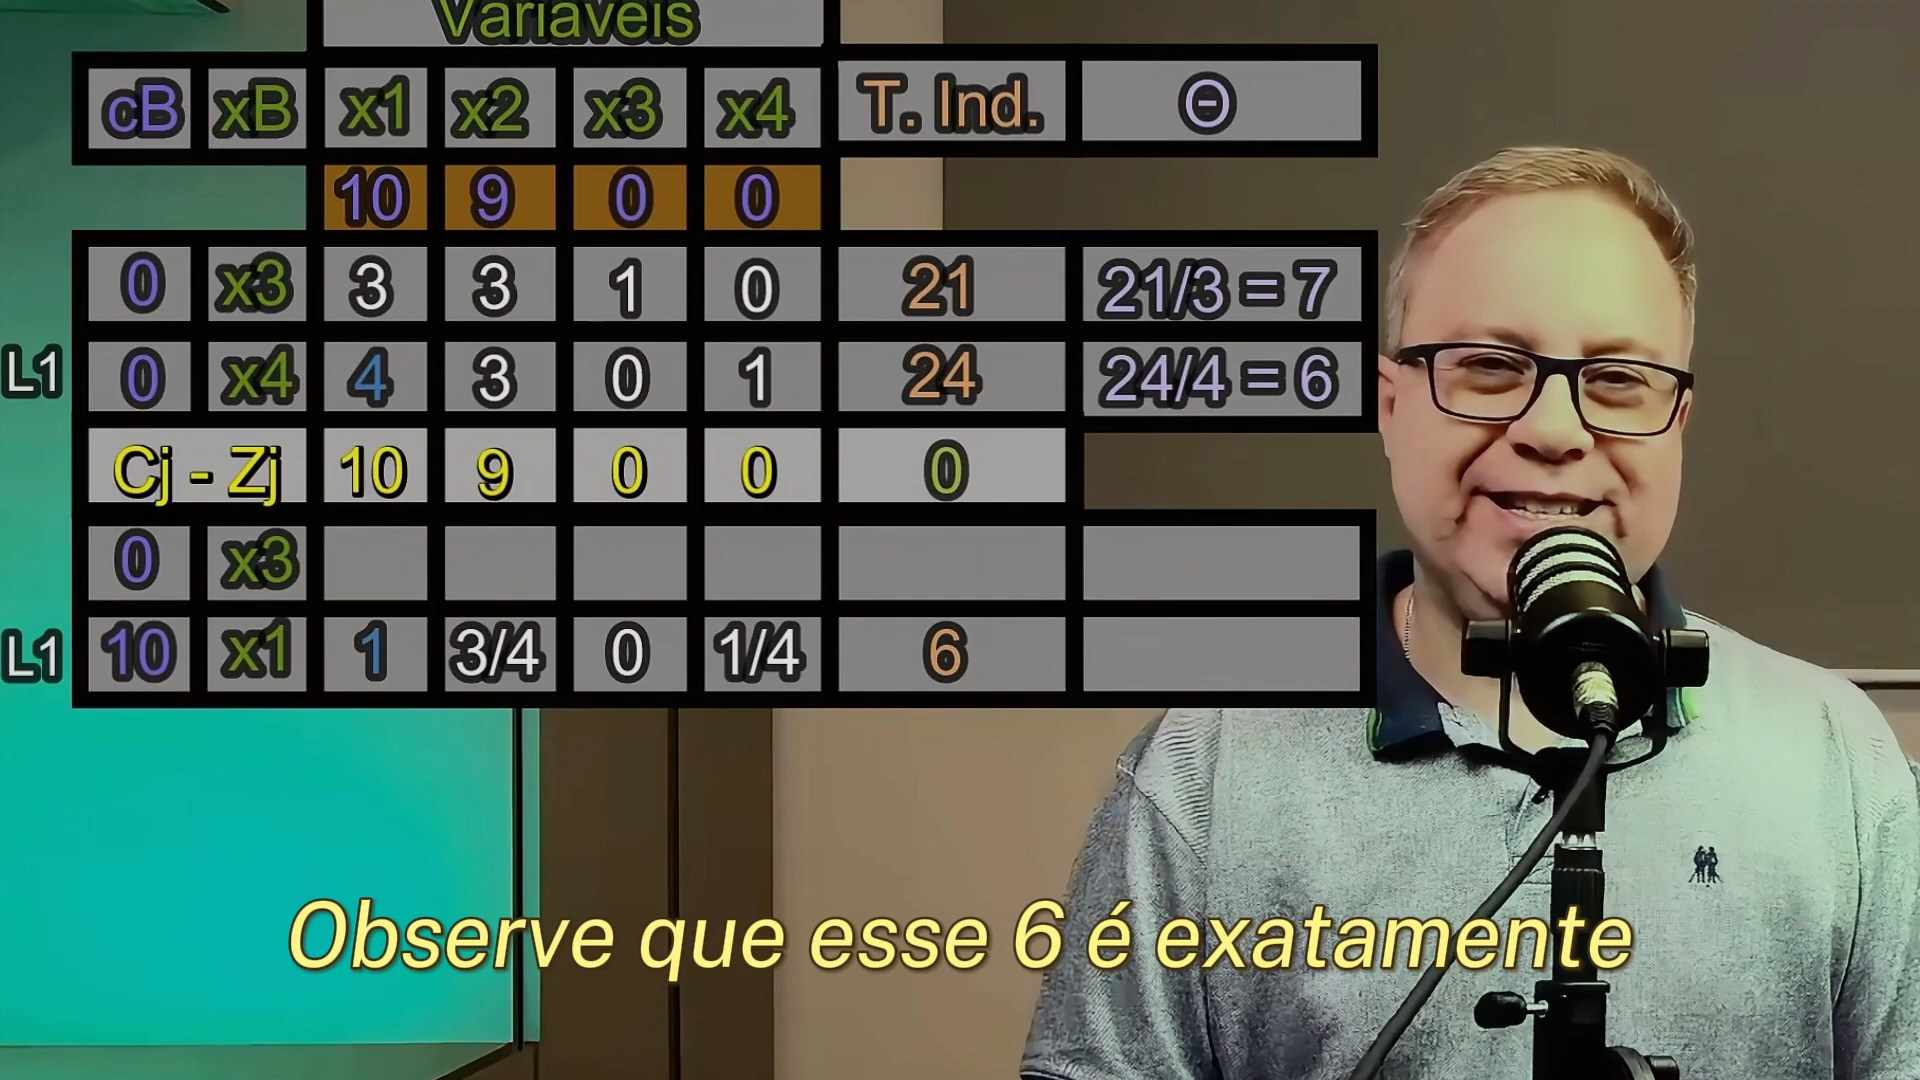 Variáveis
cB xB x1 x2 x3 x4 T. Ind. Θ
10 9 0 0
0 x3 3 3 1 0 21 21/3 = 7
L1 0 x4 4 3 0 1 24 24/4 = 6
Cj - Zj 10 9 0 0 0
0 x3
L1 10 x1 1 3/4 0 1/4 6
Observe que esse 6 é exatamente